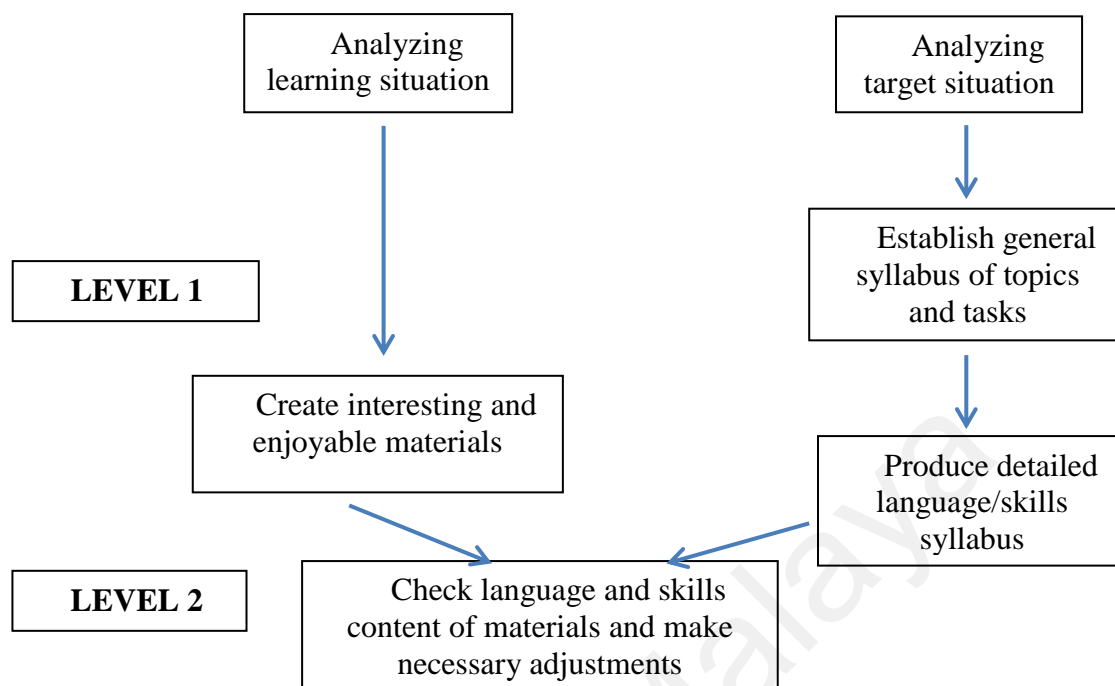 Analyzing
learning situation
Analyzing
target situation
Establish general
syllabus of topics
and tasks
LEVEL 1
Create interesting and
enjoyable materials
Produce detailed
language/skills
syllabus
LEVEL 2
Check language and skills
content of materials and make
necessary adjustments
Malaya